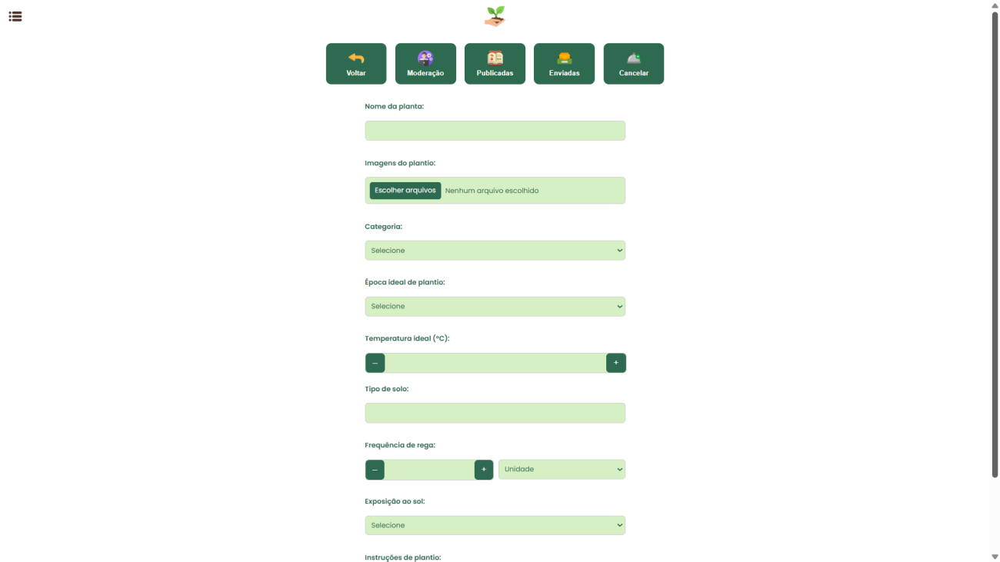 Voltar
Moderação
Publicadas
Enviadas
Cancelar
Nome da planta:
Imagens do plantio:
Escolher arquivos Nenhum arquivo escolhido
Categoria:
Selecione
Época ideal de plantio:
Selecione
Temperatura ideal (°C):
– +
Tipo de solo:
Frequência de rega:
– + Unidade
Exposição ao sol:
Selecione
Instruções de plantio: